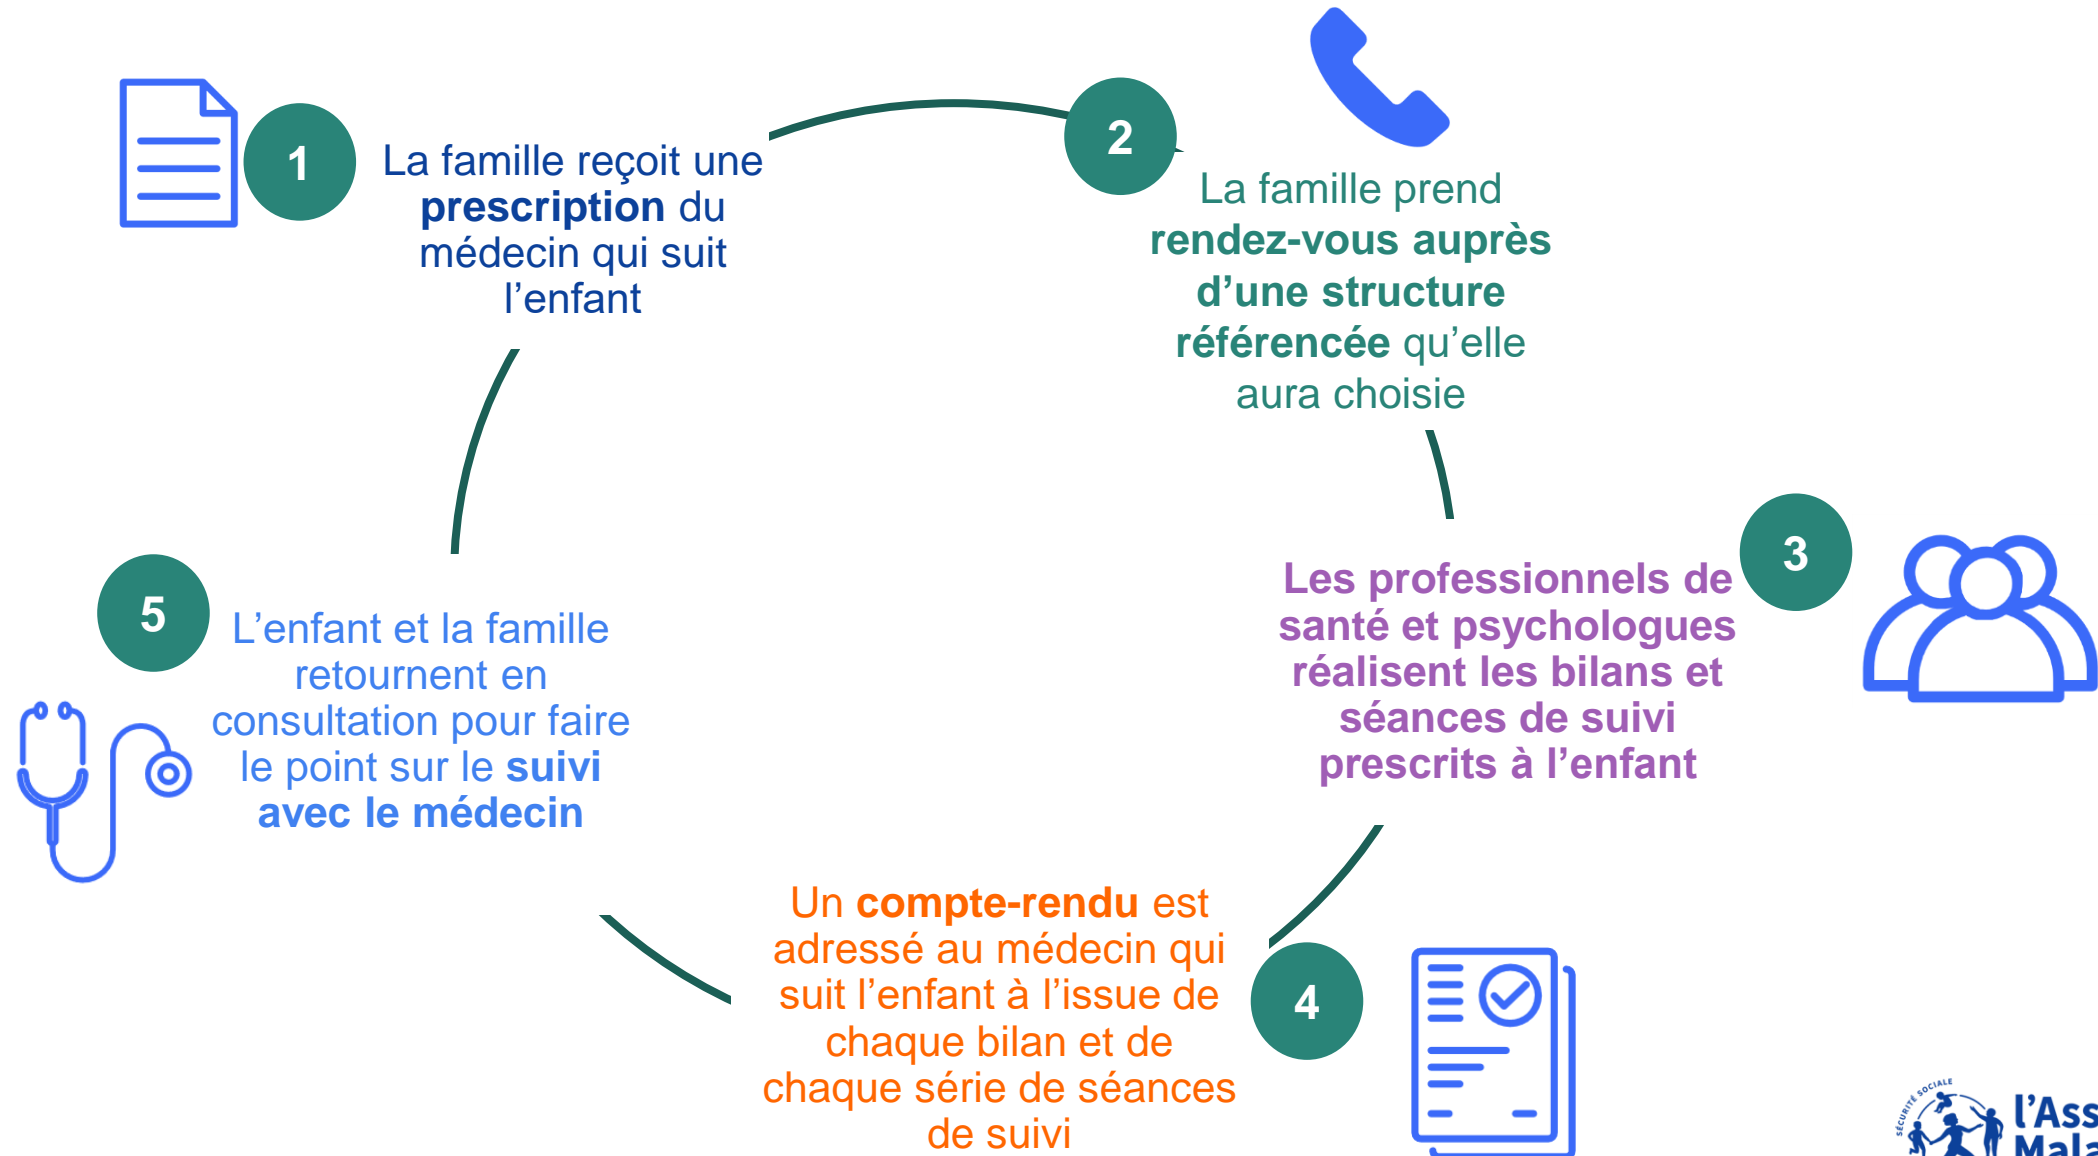 1
La famille reçoit une
prescription du
médecin qui suit
l’enfant
2
La famille prend
rendez-vous auprès
d’une structure
référencée qu’elle
aura choisie
3
Les professionnels de
santé et psychologues
réalisent les bilans et
séances de suivi
prescrits à l’enfant
4
Un compte-rendu est
adressé au médecin qui
suit l’enfant à l’issue de
chaque bilan et de
chaque série de séances
de suivi
5
L’enfant et la famille
retournent en
consultation pour faire
le point sur le suivi
avec le médecin
SÉCURITÉ SOCIALE
l’Ass
Mala